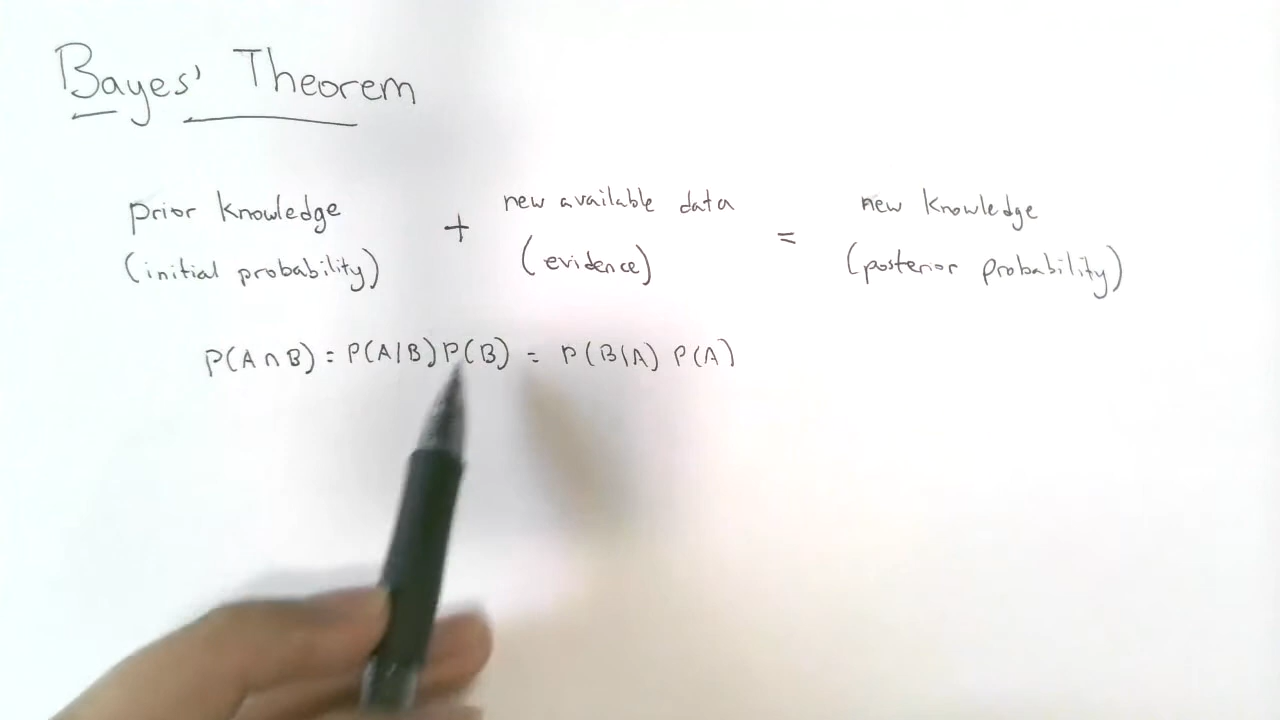 Bayes' Theorem
prior knowledge + new available data = new knowledge
(initial probability) (evidence) (posterior probability)
P(A∩B) = P(A|B)P(B) = P(B|A) P(A)